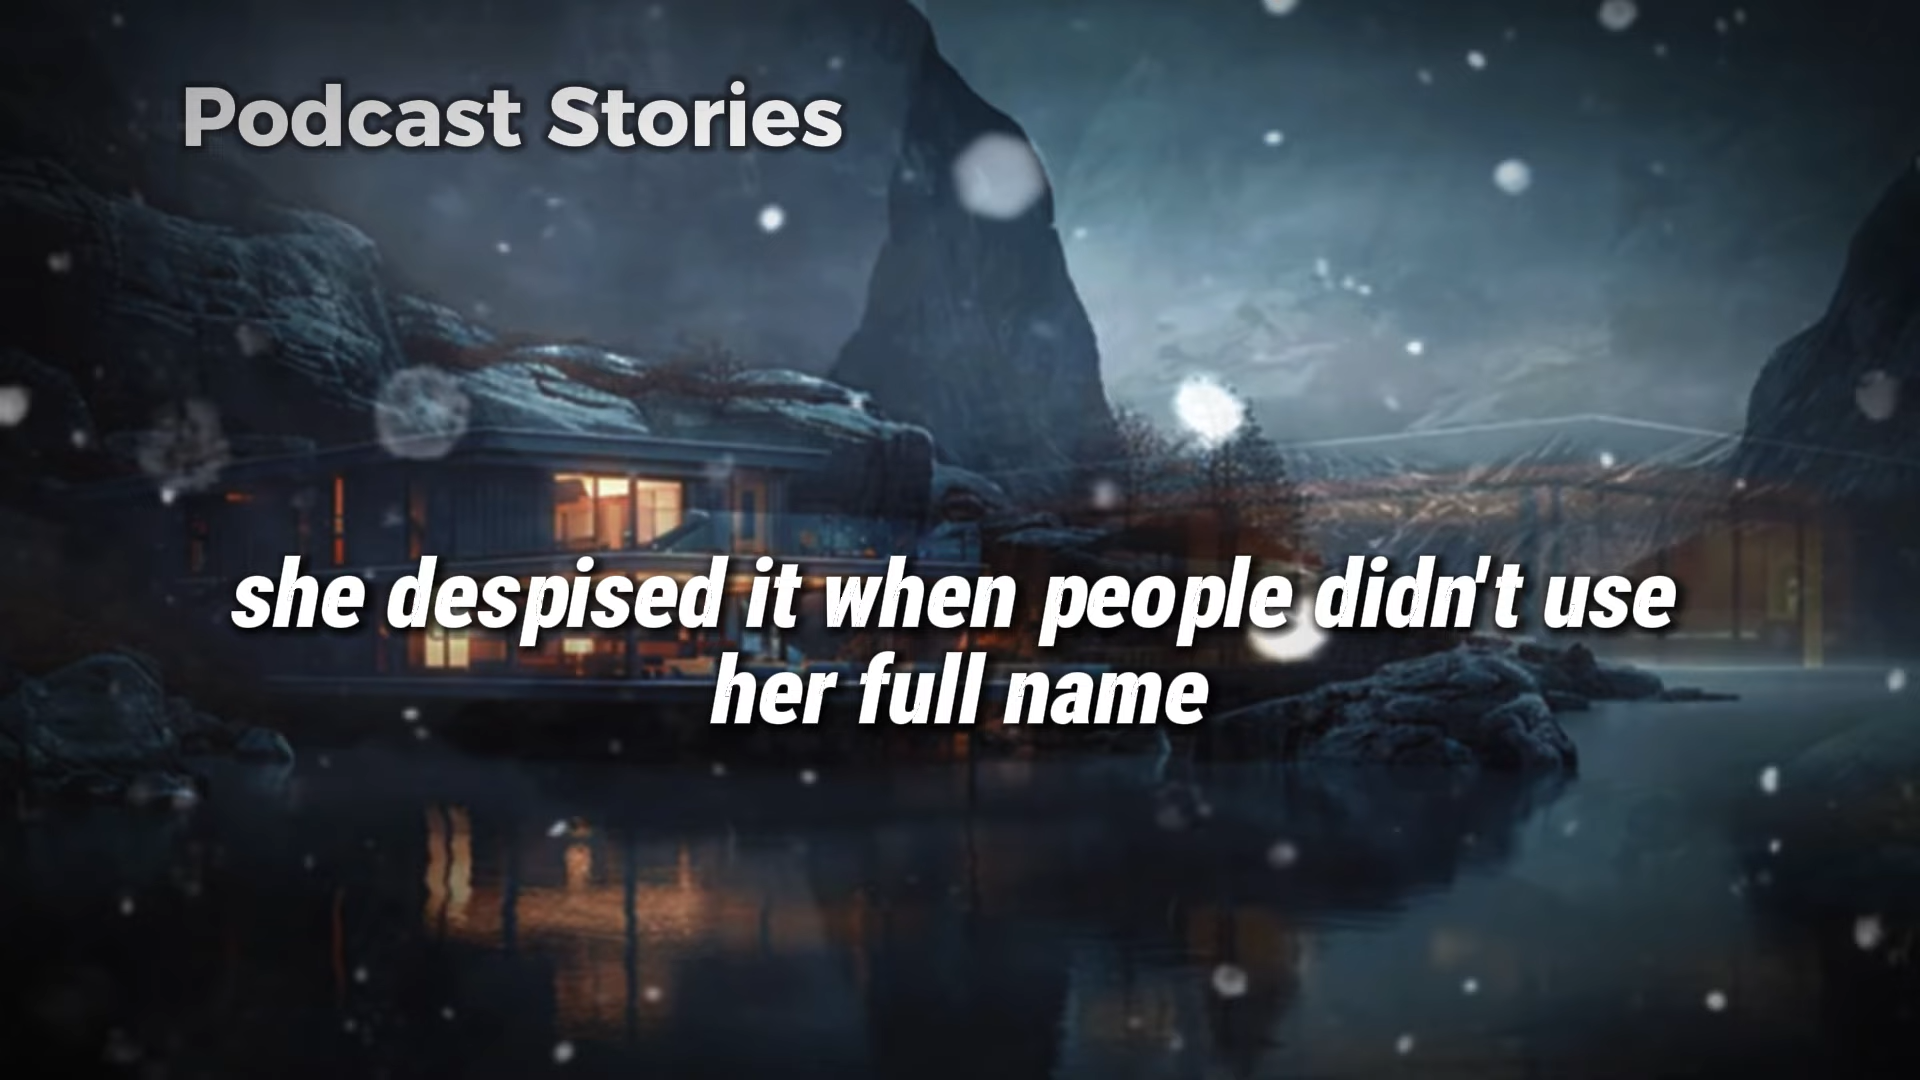 Podcast Stories
she despised it when people didn't use
her full name